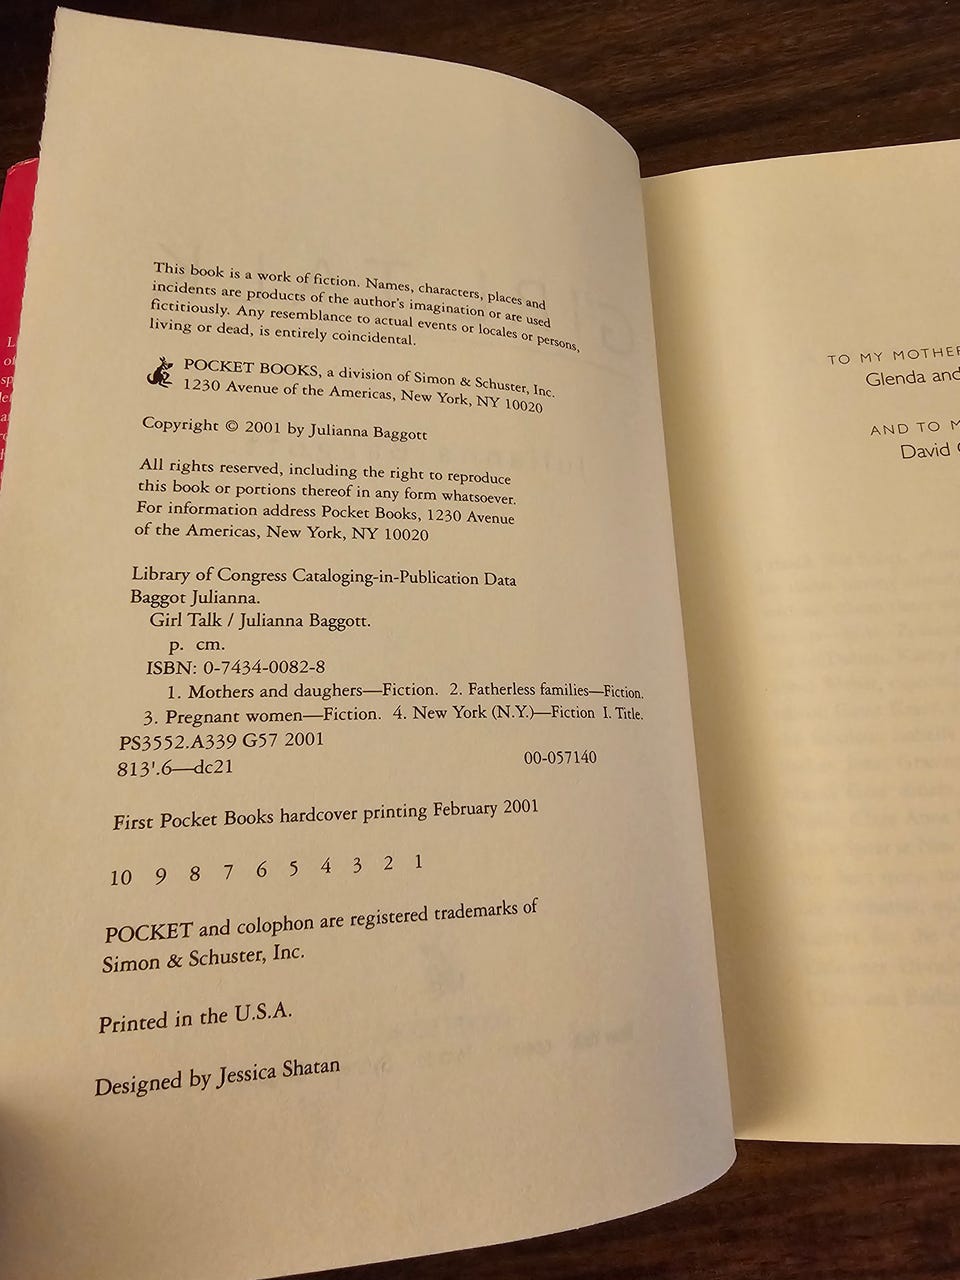 This book is a work of fiction. Names, characters, places and
incidents are products of the author's imagination or are used
fictitiously. Any resemblance to actual events or locales or persons,
living or dead, is entirely coincidental.
POCKET BOOKS, a division of Simon & Schuster, Inc.
1230 Avenue of the Americas, New York, NY 10020
Copyright © 2001 by Julianna Baggott
All rights reserved, including the right to reproduce
this book or portions thereof in any form whatsoever.
For information address Pocket Books, 1230 Avenue
of the Americas, New York, NY 10020
Library of Congress Cataloging-in-Publication Data
Baggot Julianna.
Girl Talk / Julianna Baggott.
p. cm.
ISBN: 0-7434-0082-8
1. Mothers and daughters—Fiction. 2. Fatherless families—Fiction.
3. Pregnant women—Fiction. 4. New York (N.Y.)—Fiction I. Title.
PS3552.A339 G57 2001
813'.6—dc21
00-057140
First Pocket Books hardcover printing February 2001
10 9 8 7 6 5 4 3 2 1
POCKET and colophon are registered trademarks of
Simon & Schuster, Inc.
Printed in the U.S.A.
Designed by Jessica Shatan
TO MY MOTHER
Glenda and
AND TO M
David